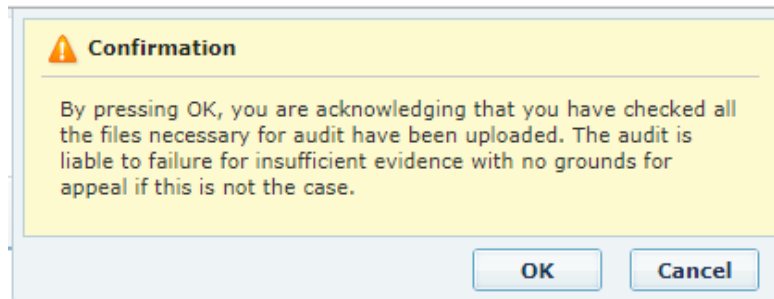 Confirmation
By pressing OK, you are acknowledging that you have checked all
the files necessary for audit have been uploaded. The audit is
liable to failure for insufficient evidence with no grounds for
appeal if this is not the case.
OK
Cancel